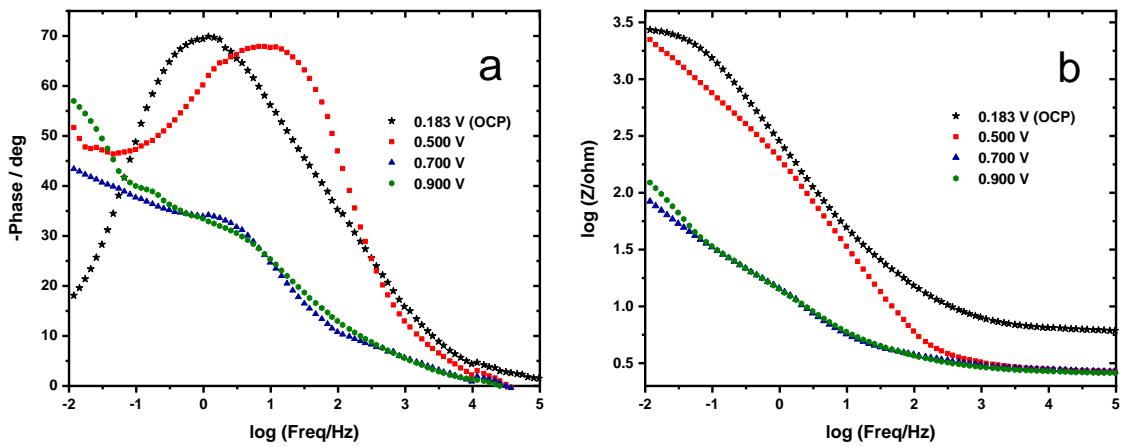 a
-Phase / deg
70
60
50
40
30
20
10
0
0.183 V (OCP)
0.500 V
0.700 V
0.900 V
-2 -1 0 1 2 3 4 5
log (Freq/Hz)
b
log (Z/ohm)
3.5
3.0
2.5
2.0
1.5
1.0
0.5
0.183 V (OCP)
0.500 V
0.700 V
0.900 V
-2 -1 0 1 2 3 4 5
log (Freq/Hz)